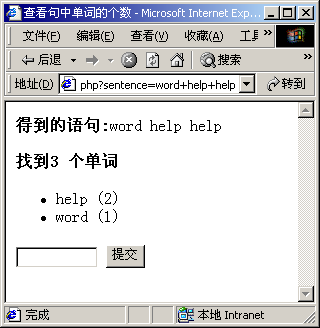 查看句中单词的个数 - Microsoft Internet Exp...
文件(F) 编辑(E) 查看(V) 收藏(A) 工具 »
后退 » 搜索
地址(D) php?sentence=word+help+help 转到
得到的语句:word help help
找到3 个单词
help (2)
word (1)
提交
完成 本地 Intranet